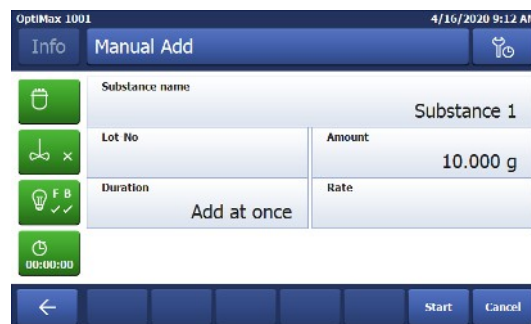 OptiMax 1001 4/16/2020 9:12 AM
Info Manual Add
Substance name
Substance 1
Lot No Amount
10.000 g
Duration Rate
Add at once
F B
00:00:00
Start Cancel